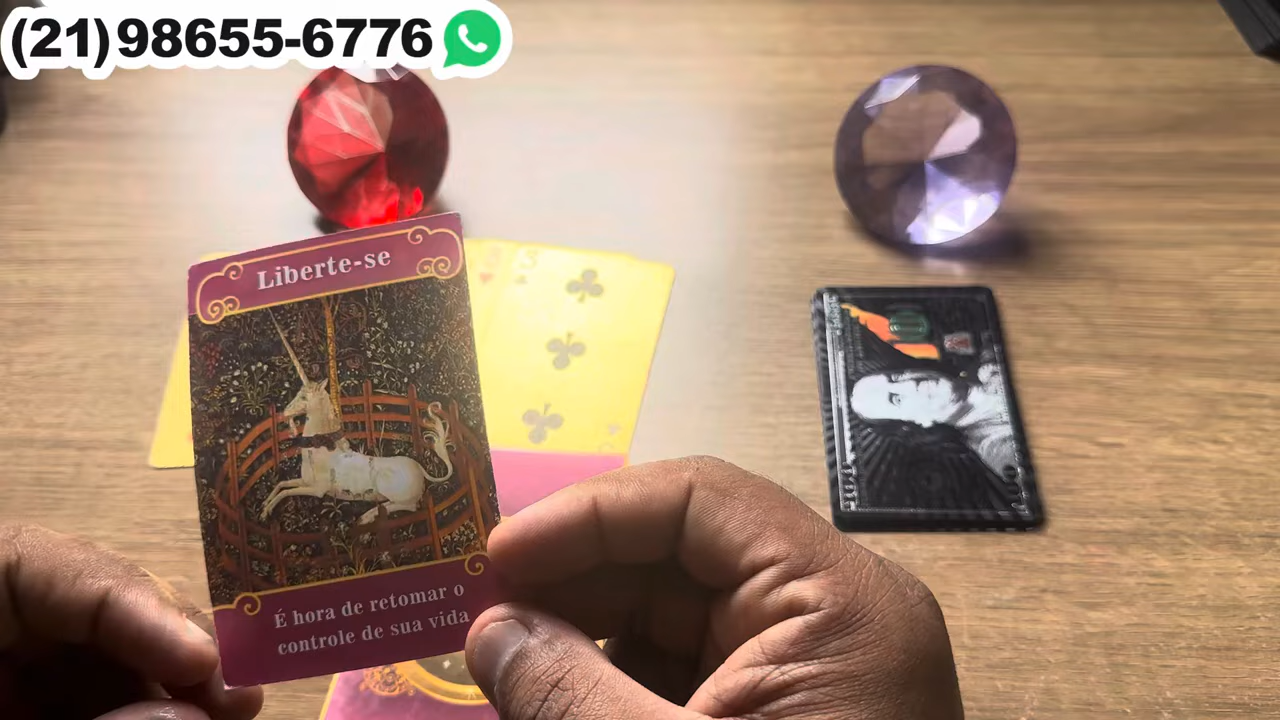 (21)98655-6776
Liberte-se
É hora de retomar o
controle de sua vida